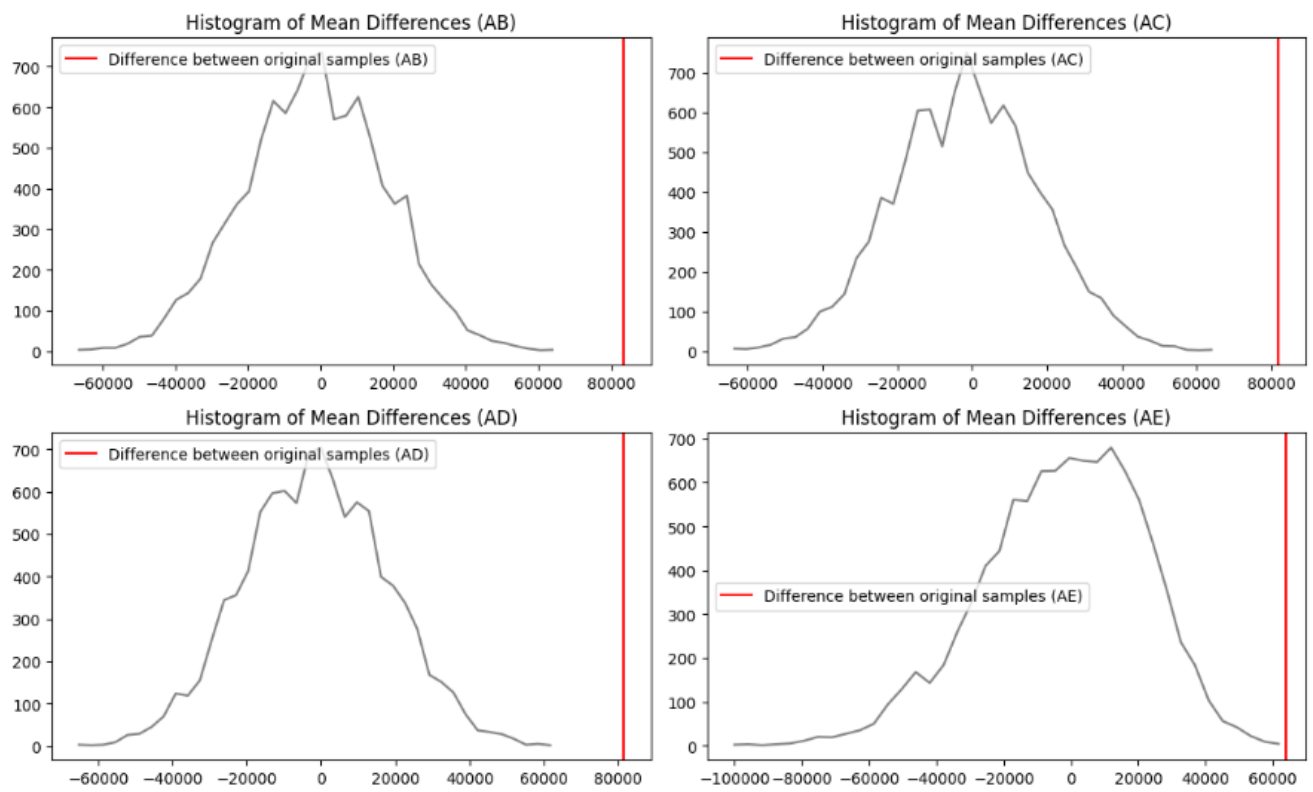 Histogram of Mean Differences (AB)
Difference between original samples (AB)
700
600
500
400
300
200
100
0
−60000 −40000 −20000 0 20000 40000 60000 80000
Histogram of Mean Differences (AC)
Difference between original samples (AC)
700
600
500
400
300
200
100
0
−60000 −40000 −20000 0 20000 40000 60000 80000
Histogram of Mean Differences (AD)
Difference between original samples (AD)
700
600
500
400
300
200
100
0
−60000 −40000 −20000 0 20000 40000 60000 80000
Histogram of Mean Differences (AE)
700
600
500
400
Difference between original samples (AE)
300
200
100
0
−100000 −80000 −60000 −40000 −20000 0 20000 40000 60000